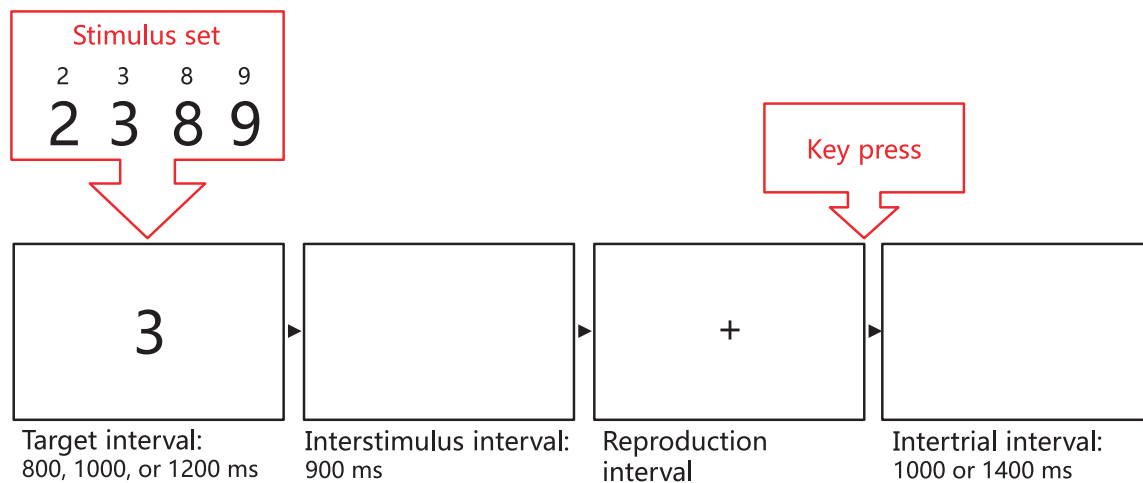 Stimulus set
2 3 8 9
2 3 8 9
Key press
3
+
Target interval:
800, 1000, or 1200 ms
Interstimulus interval:
900 ms
Reproduction
interval
Intertrial interval:
1000 or 1400 ms